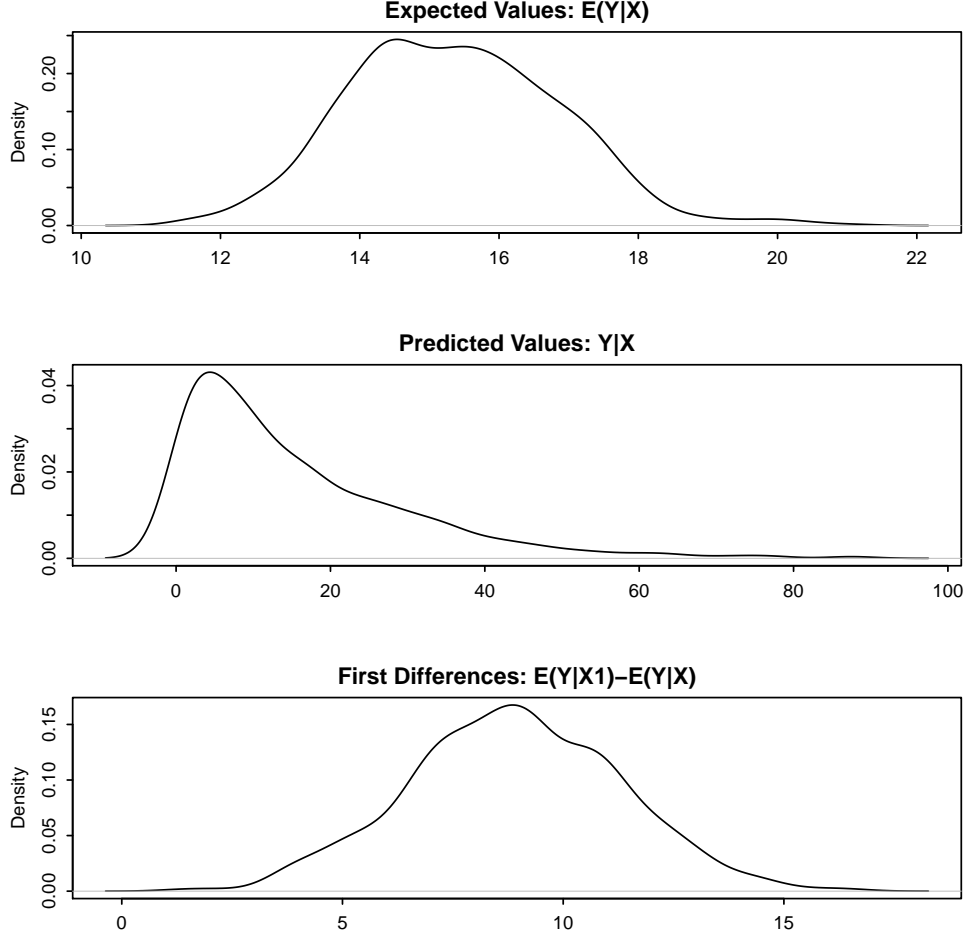 Expected Values: E(Y|X)
Density
0.00 0.10 0.20
10 12 14 16 18 20 22
Predicted Values: Y|X
Density
0.00 0.02 0.04
0 20 40 60 80 100
First Differences: E(Y|X1)−E(Y|X)
Density
0.00 0.05 0.10 0.15
0 5 10 15